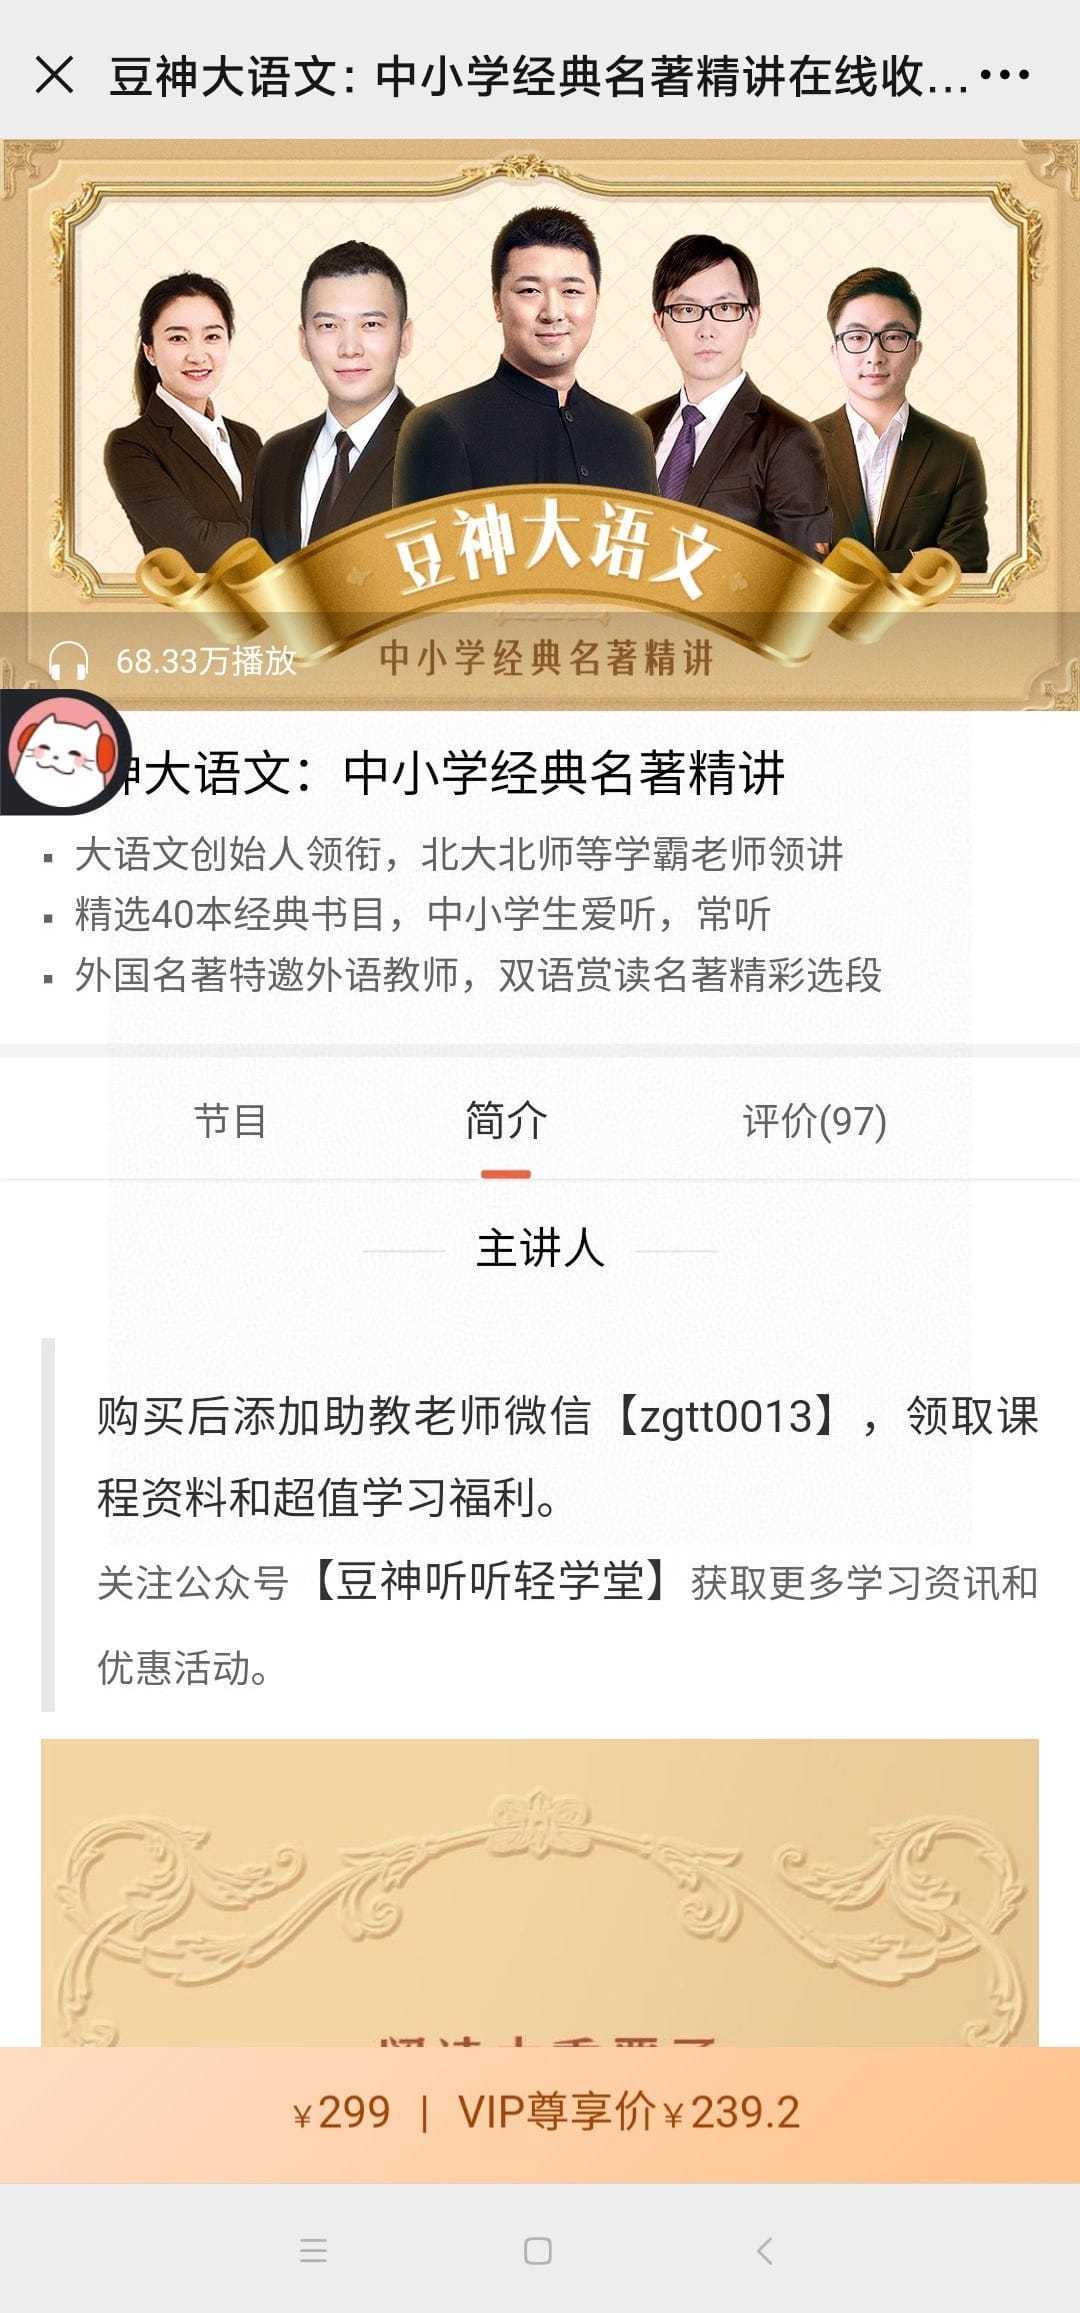 豆神大语文：中小学经典名著精讲在线收...
豆神大语文
中小学经典名著精讲
68.33万播放
神大语文：中小学经典名著精讲
▪ 大语文创始人领衔，北大北师等学霸老师领讲
▪ 精选40本经典书目，中小学生爱听，常听
▪ 外国名著特邀外语教师，双语赏读名著精彩选段
节目 简介 评价(97)
主讲人
购买后添加助教老师微信【zgtt0013】，领取课
程资料和超值学习福利。
关注公众号【豆神听听轻学堂】获取更多学习资讯和
优惠活动。
¥299 | VIP尊享价¥239.2